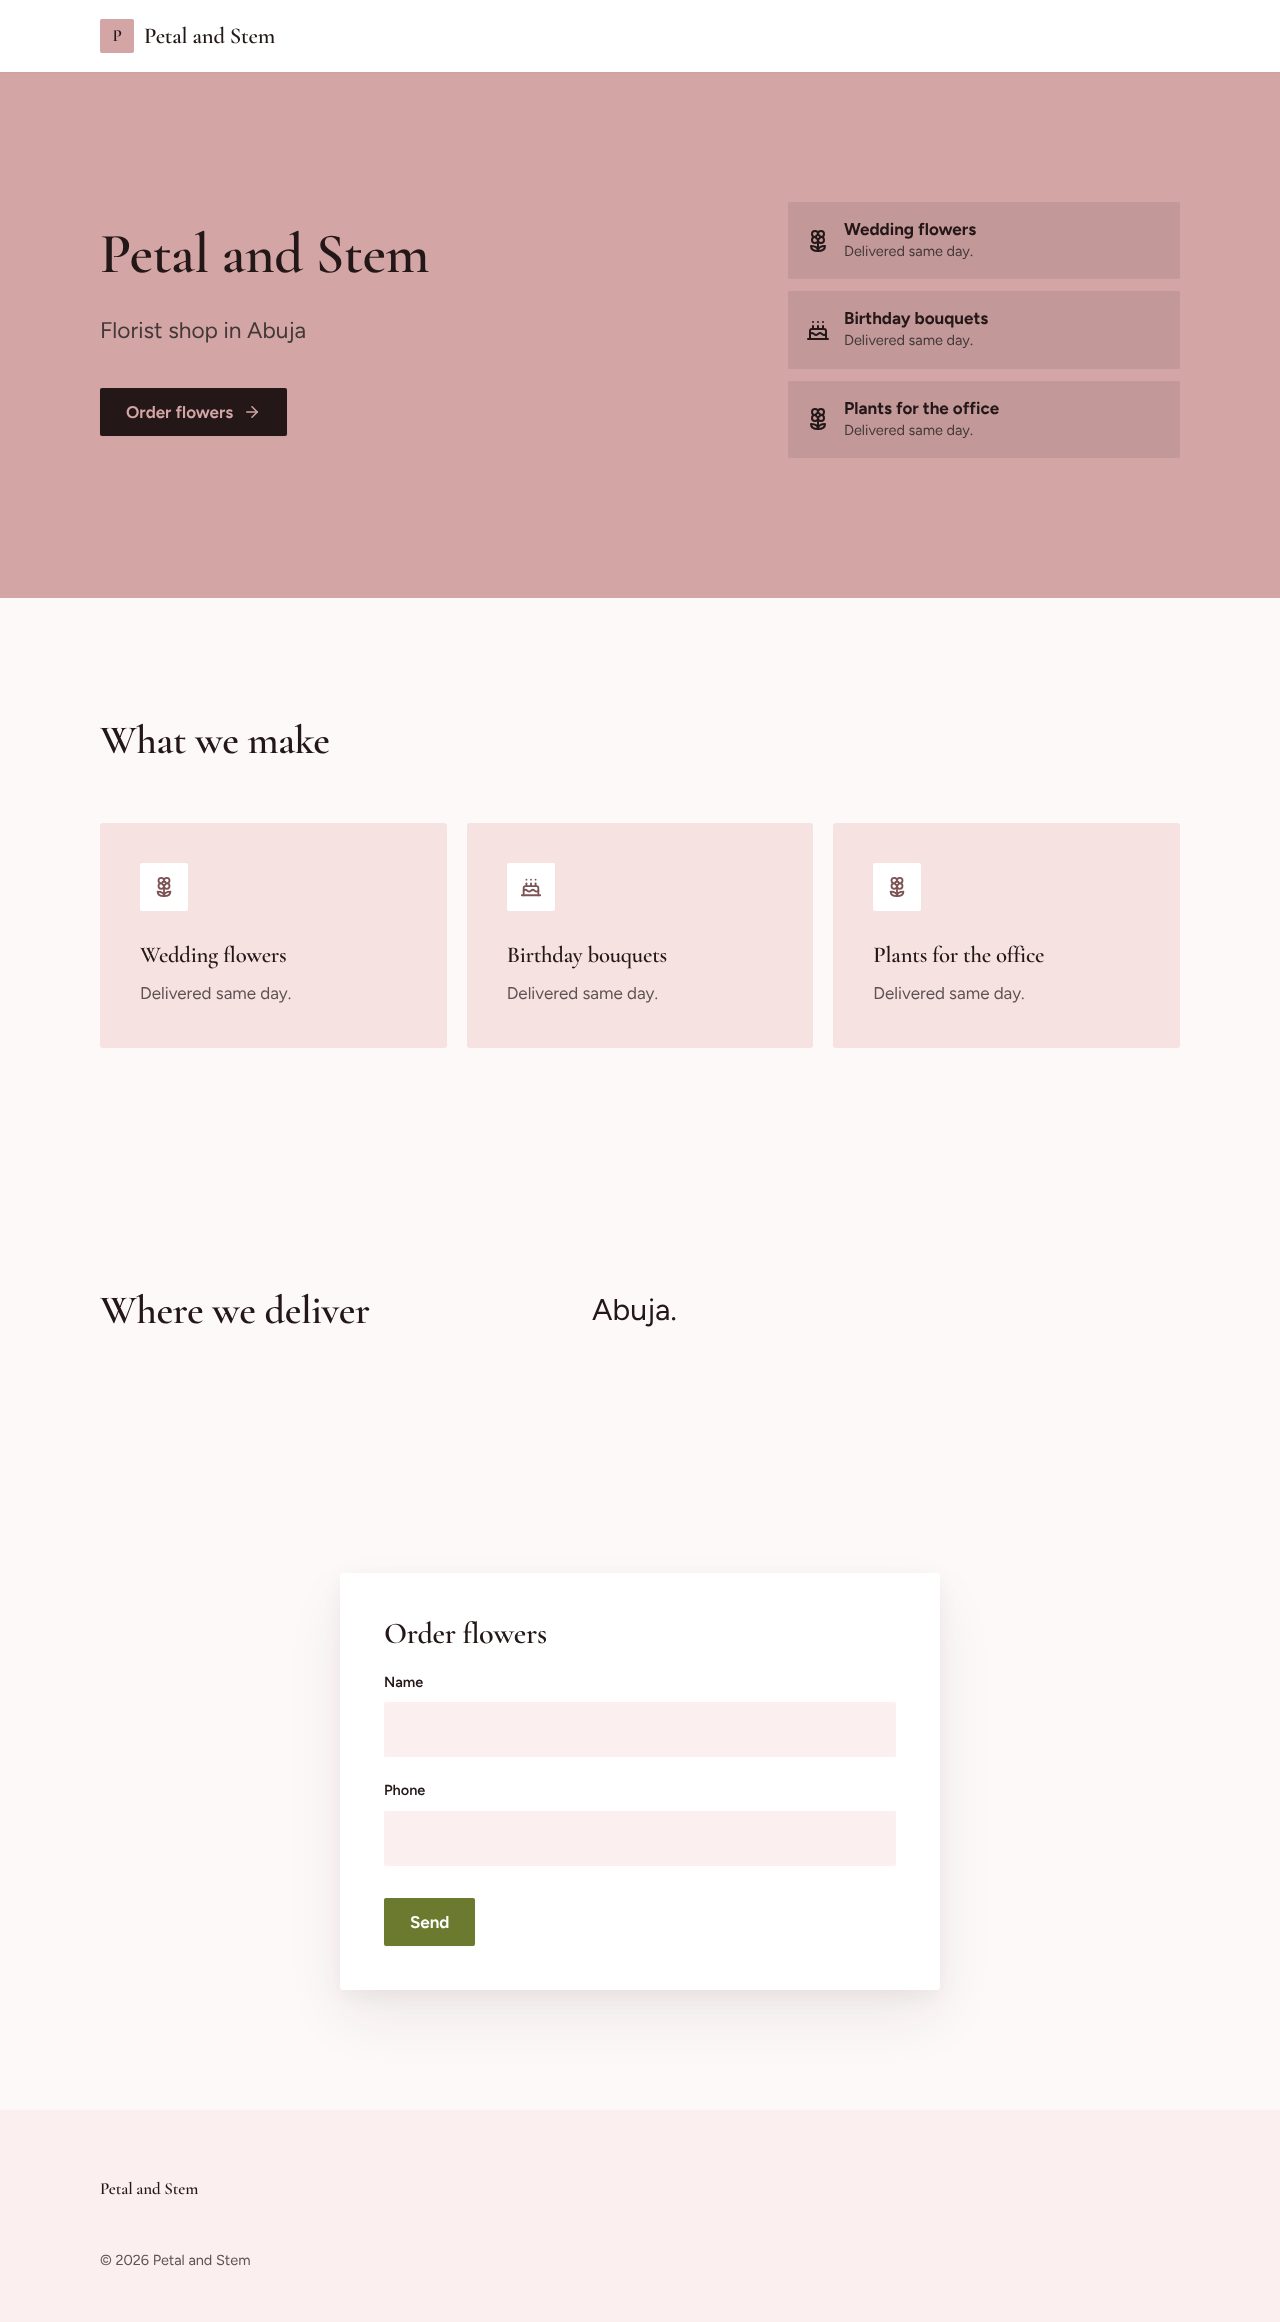 P
Petal and Stem
Petal and Stem
Florist shop in Abuja
Order flowers
Wedding flowers
Delivered same day.
Birthday bouquets
Delivered same day.
Plants for the office
Delivered same day.
What we make
Wedding flowers
Delivered same day.
Birthday bouquets
Delivered same day.
Plants for the office
Delivered same day.
Where we deliver
Abuja.
Order flowers
Name
Phone
Send
Petal and Stem
© 2026 Petal and Stem